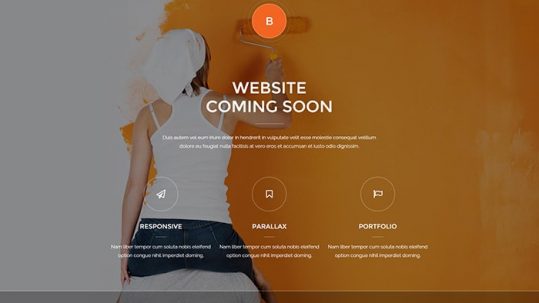 B
WEBSITE
COMING SOON
Duis autem vel eum iriure dolor in hendrerit in vulputate velit esse molestie consequat vellum
dolore eu feugiat nulla facilisis at vero eros et accumsan et iusto odio dignissim.
RESPONSIVE
PARALLAX
PORTFOLIO
Nam liber tempor cum soluta nobis eleifend
option congue nihil imperdiet doming.
Nam liber tempor cum soluta nobis eleifend
option congue nihil imperdiet doming.
Nam liber tempor cum soluta nobis eleifend
option congue nihil imperdiet doming.